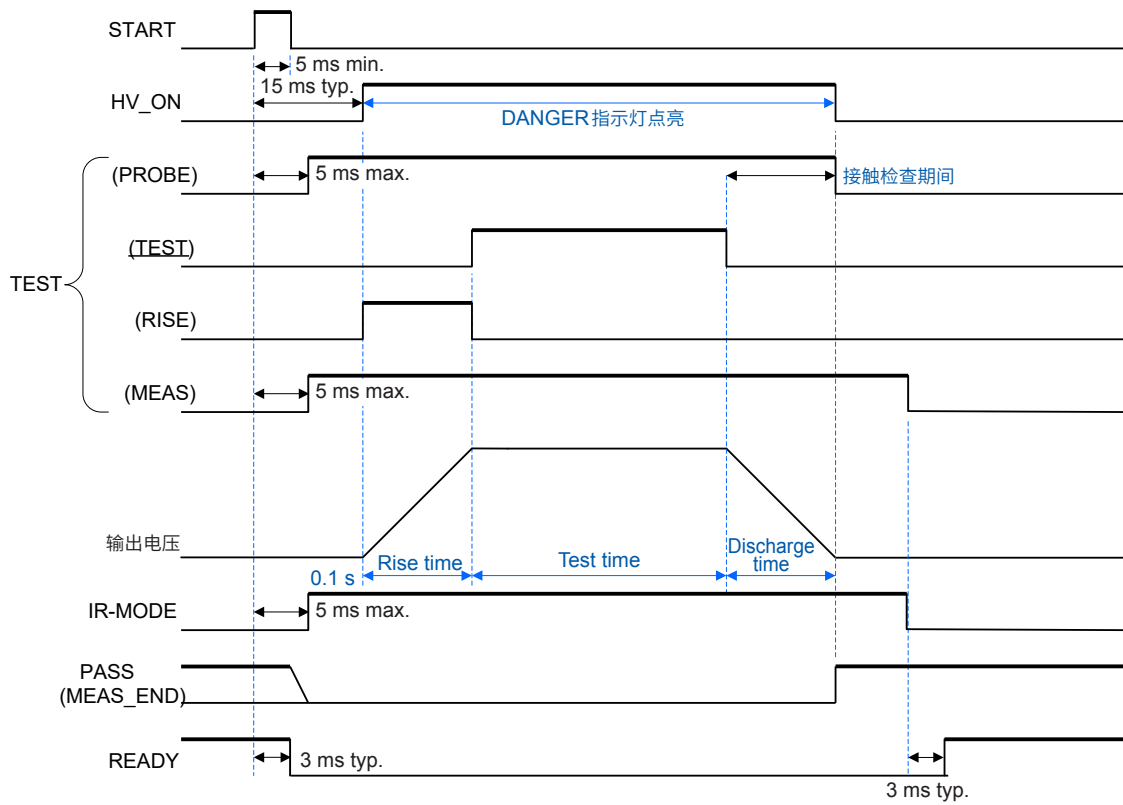 START
5 ms min.
15 ms typ.
HV_ON
DANGER指示灯点亮
(PROBE)
5 ms max.
接触检查期间
(TEST)
TEST
(RISE)
(MEAS)
5 ms max.
输出电压
0.1 s
Rise time
Test time
Discharge
time
IR-MODE
5 ms max.
PASS
(MEAS_END)
READY
3 ms typ.
3 ms typ.